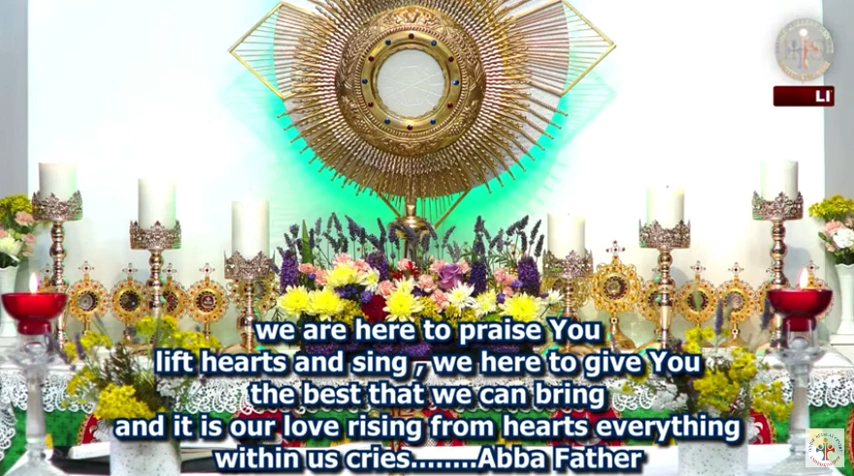 LI
we are here to praise You
lift hearts and sing , we here to give You
the best that we can bring
and it is our love rising from hearts everything
within us cries........Abba Father